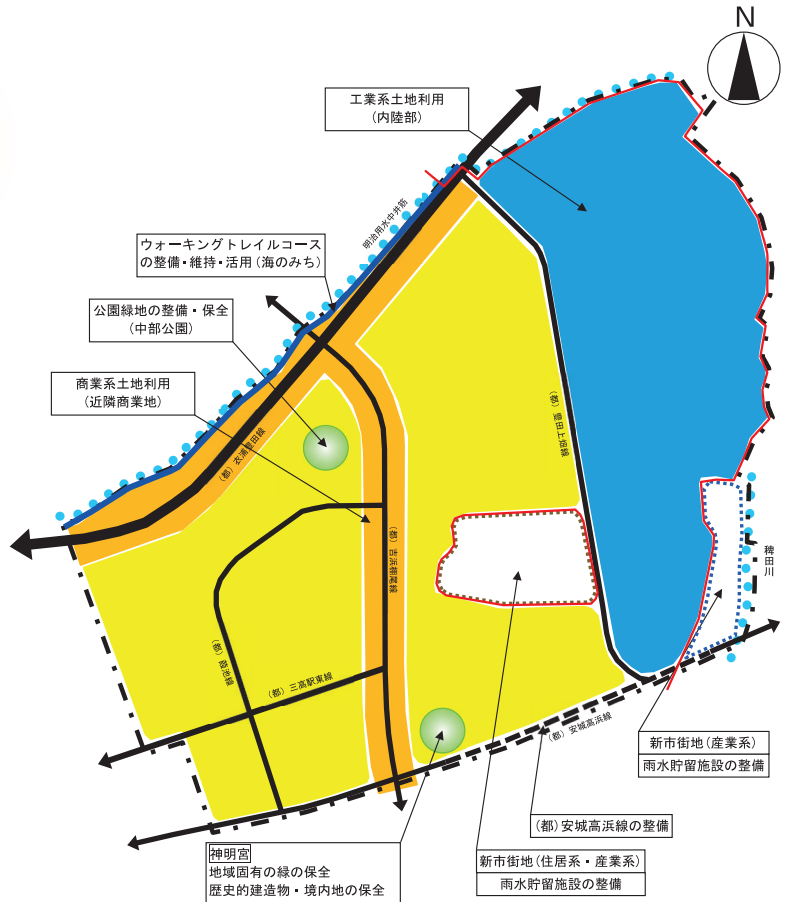 N
工業系土地利用
(内陸部)
明治用水中井筋
ウォーキングトレイルコース
の整備・維持・活用(海のみち)
公園緑地の整備・保全
(中部公園)
商業系土地利用
(近隣商業地)
(都)衣浦豊田線
(都)豊田上畑線
(都)吉浜棚尾線
稗田川
(都)葭池線
(都)三高駅東線
(都)安城高浜線
新市街地(産業系)
雨水貯留施設の整備
(都)安城高浜線の整備
新市街地(住居系・産業系)
雨水貯留施設の整備
神明宮
地域固有の緑の保全
歴史的建造物・境内地の保全